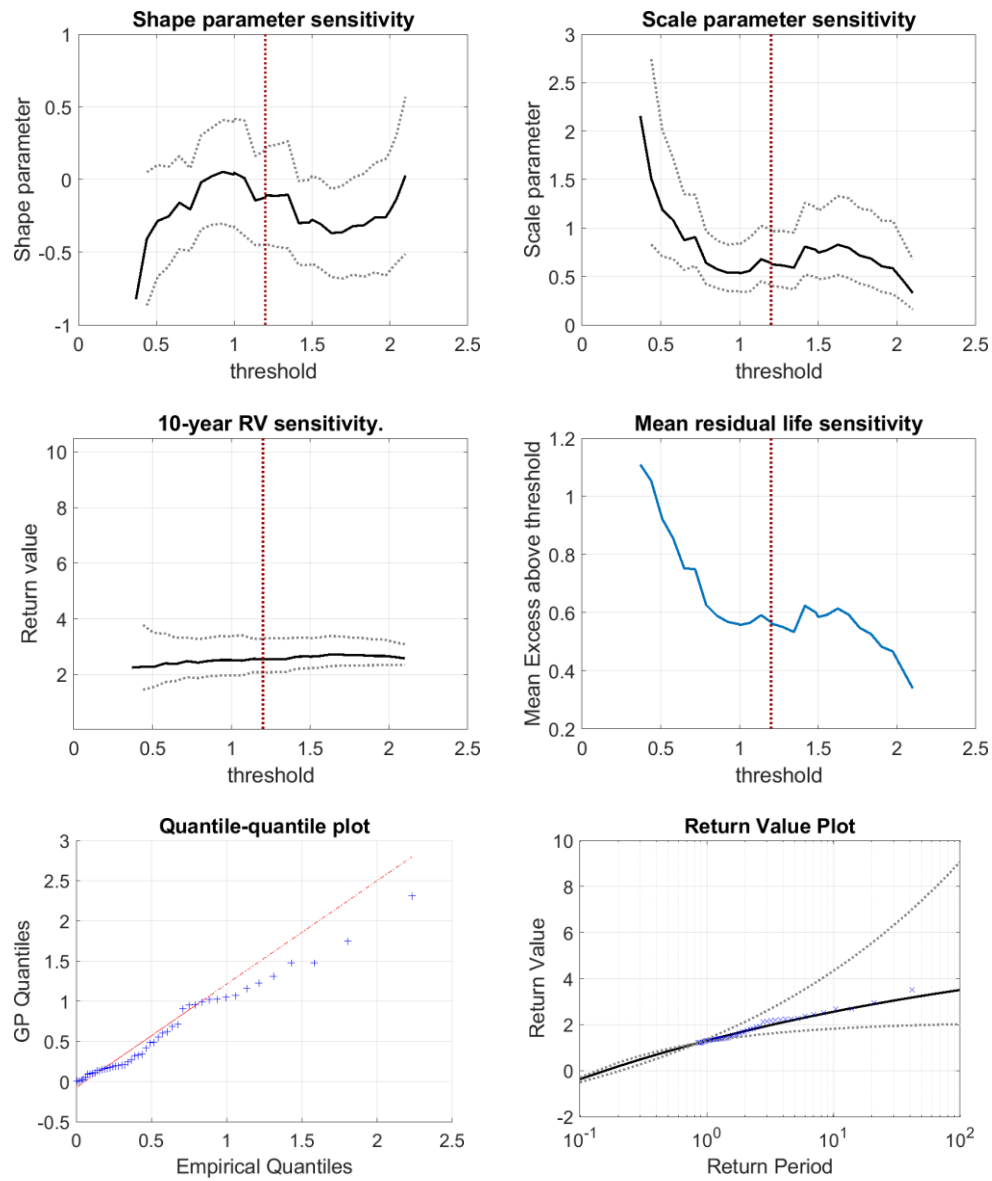 Shape parameter sensitivity
1
0.5
0
-0.5
-1
0 0.5 1 1.5 2 2.5
Shape parameter
threshold
Scale parameter sensitivity
3
2.5
2
1.5
1
0.5
0
0 0.5 1 1.5 2 2.5
Scale parameter
threshold
10-year RV sensitivity.
10
8
6
4
2
0 0.5 1 1.5 2 2.5
Return value
threshold
Mean residual life sensitivity
1.2
1
0.8
0.6
0.4
0.2
0 0.5 1 1.5 2 2.5
Mean Excess above threshold
threshold
Quantile-quantile plot
3
2.5
2
1.5
1
0.5
0
-0.5
0 0.5 1 1.5 2 2.5
GP Quantiles
Empirical Quantiles
Return Value Plot
10
8
6
4
2
0
-2
10^-1 10^0 10^1 10^2
Return Value
Return Period